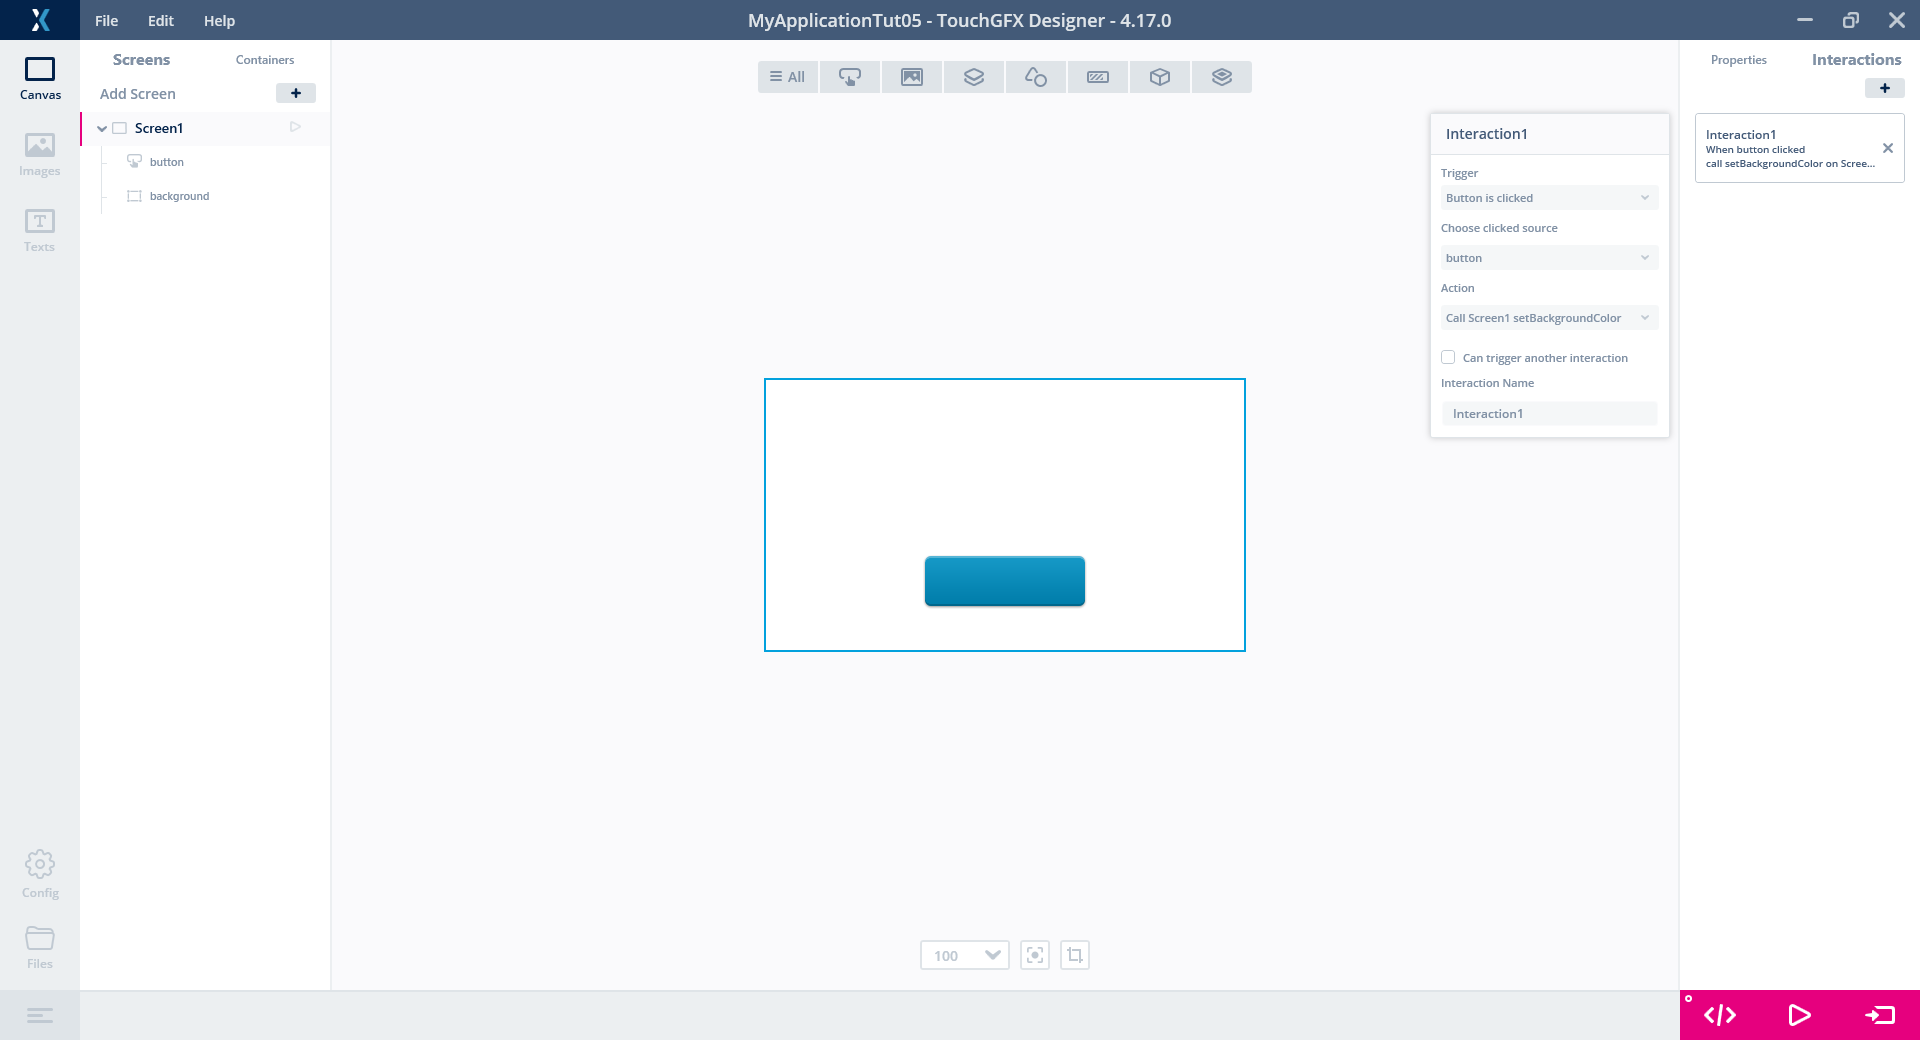 File Edit Help
MyApplicationTut05 - TouchGFX Designer - 4.17.0
Canvas
Images
Texts
Config
Files
Screens Containers
Add Screen
Screen1
button
background
All
100
Interaction1
Trigger
Button is clicked
Choose clicked source
button
Action
Call Screen1 setBackgroundColor
Can trigger another interaction
Interaction Name
Interaction1
Properties Interactions
Interaction1
When button clicked
call setBackgroundColor on Scree...